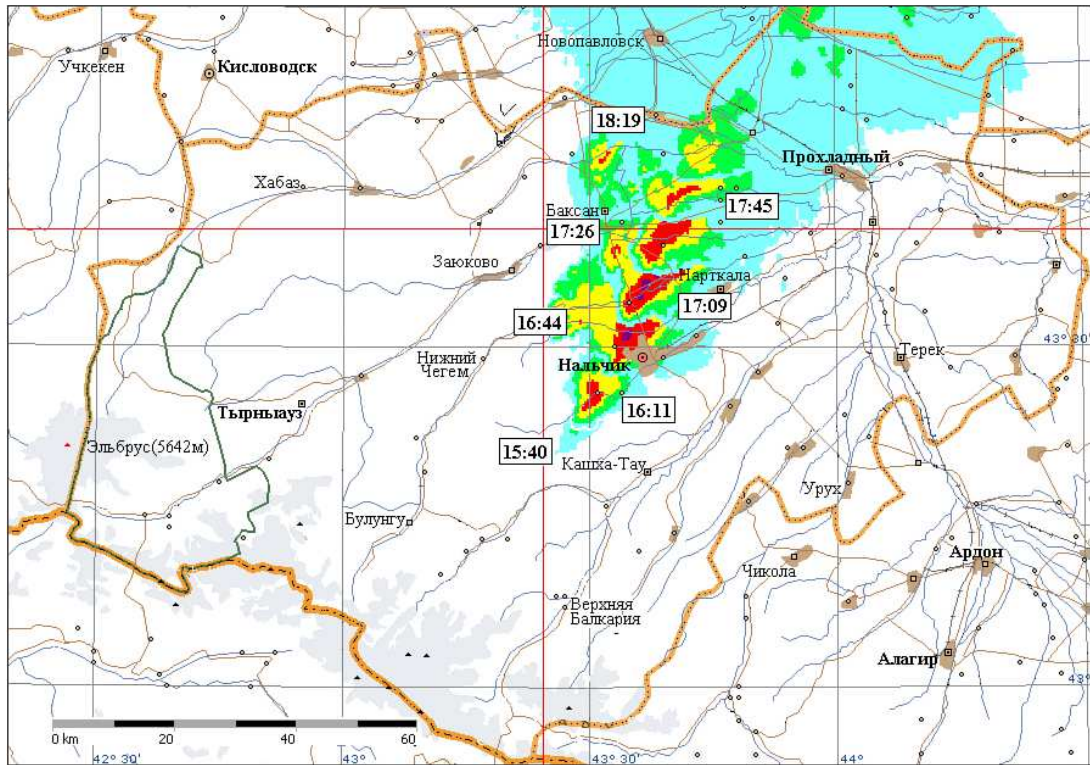 Новопавловск
Учкекен
Кисловодск
18:19
Прохладный
Хабаз
Баксан
17:45
17:26
Заюково
Нарткала
17:09
16:44
43° 30'
Терек
Нижний
Чегем
Нальчик
Тырныауз
16:11
Эльбрус(5642м)
15:40
Кашха-Тау
Урух
Булунгу
Ардон
Чикола
Верхняя
Балкария
Алагир
43°
0 km
20
40
60
42° 30'
43°
43° 30'
44°